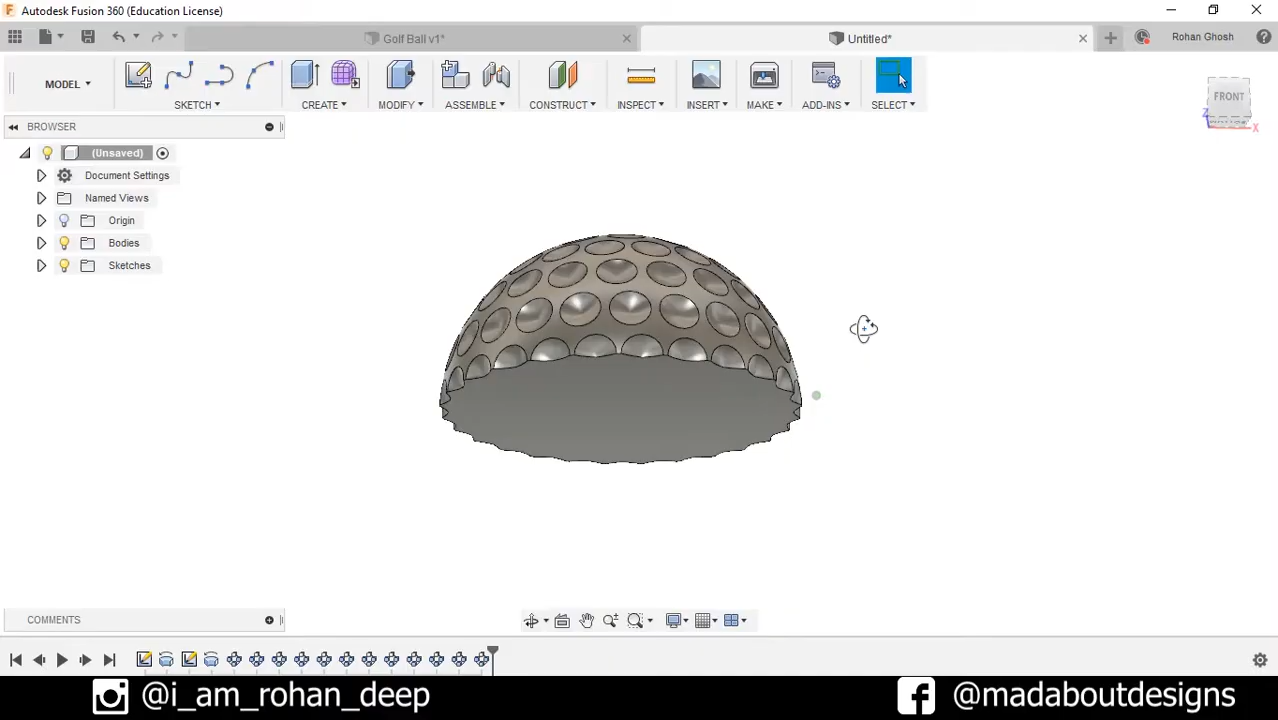 Autodesk Fusion 360 (Education License)
Golf Ball v1*
Untitled*
Rohan Ghosh
MODEL
SKETCH
CREATE
MODIFY
ASSEMBLE
CONSTRUCT
INSPECT
INSERT
MAKE
ADD-INS
SELECT
BROWSER
(Unsaved)
Document Settings
Named Views
Origin
Bodies
Sketches
FRONT
Z
X
COMMENTS
@i_am_rohan_deep
@madaboutdesigns